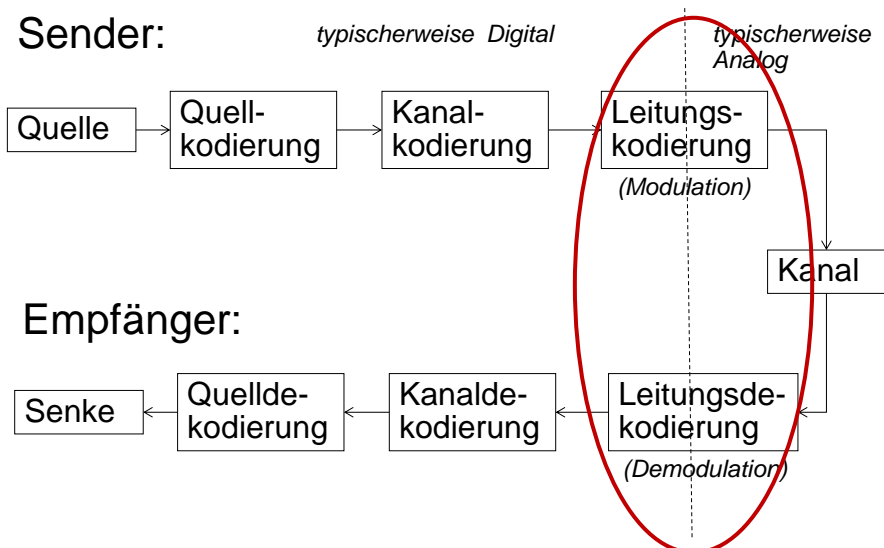 Sender:
typischerweise Digital
typischerweise
Analog
Quelle
Quell-
kodierung
Kanal-
kodierung
Leitungs-
kodierung
(Modulation)
Kanal
Empfänger:
Senke
Quellde-
kodierung
Kanalde-
kodierung
Leitungsde-
kodierung
(Demodulation)